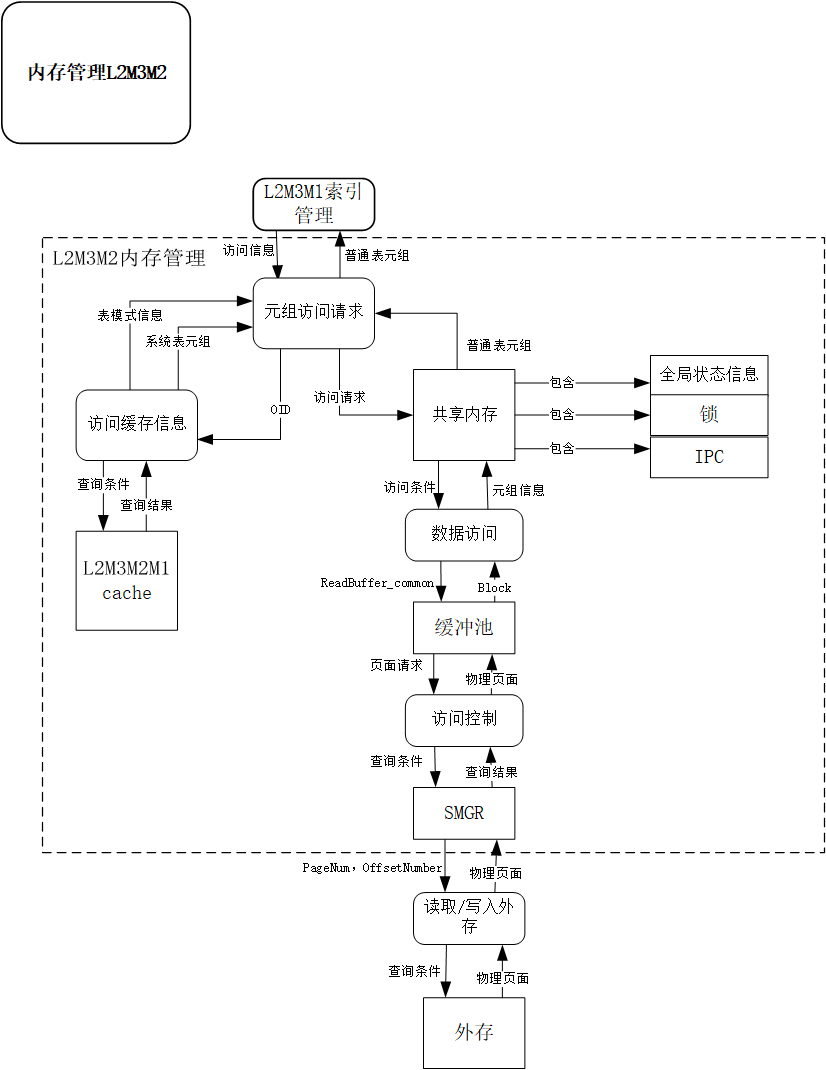 内存管理L2M3M2
L2M3M1索引
管理
访问信息
普通表元组
L2M3M2内存管理
元组访问请求
表模式信息
系统表元组
普通表元组
OID
访问请求
访问缓存信息
共享内存
包含
包含
包含
全局状态信息
锁
IPC
查询条件
查询结果
访问条件
元组信息
L2M3M2M1
cache
数据访问
ReadBuffer_common
Block
缓冲池
页面请求
物理页面
访问控制
查询条件
查询结果
SMGR
PageNum，OffsetNumber
物理页面
读取/写入外
存
查询条件
物理页面
外存